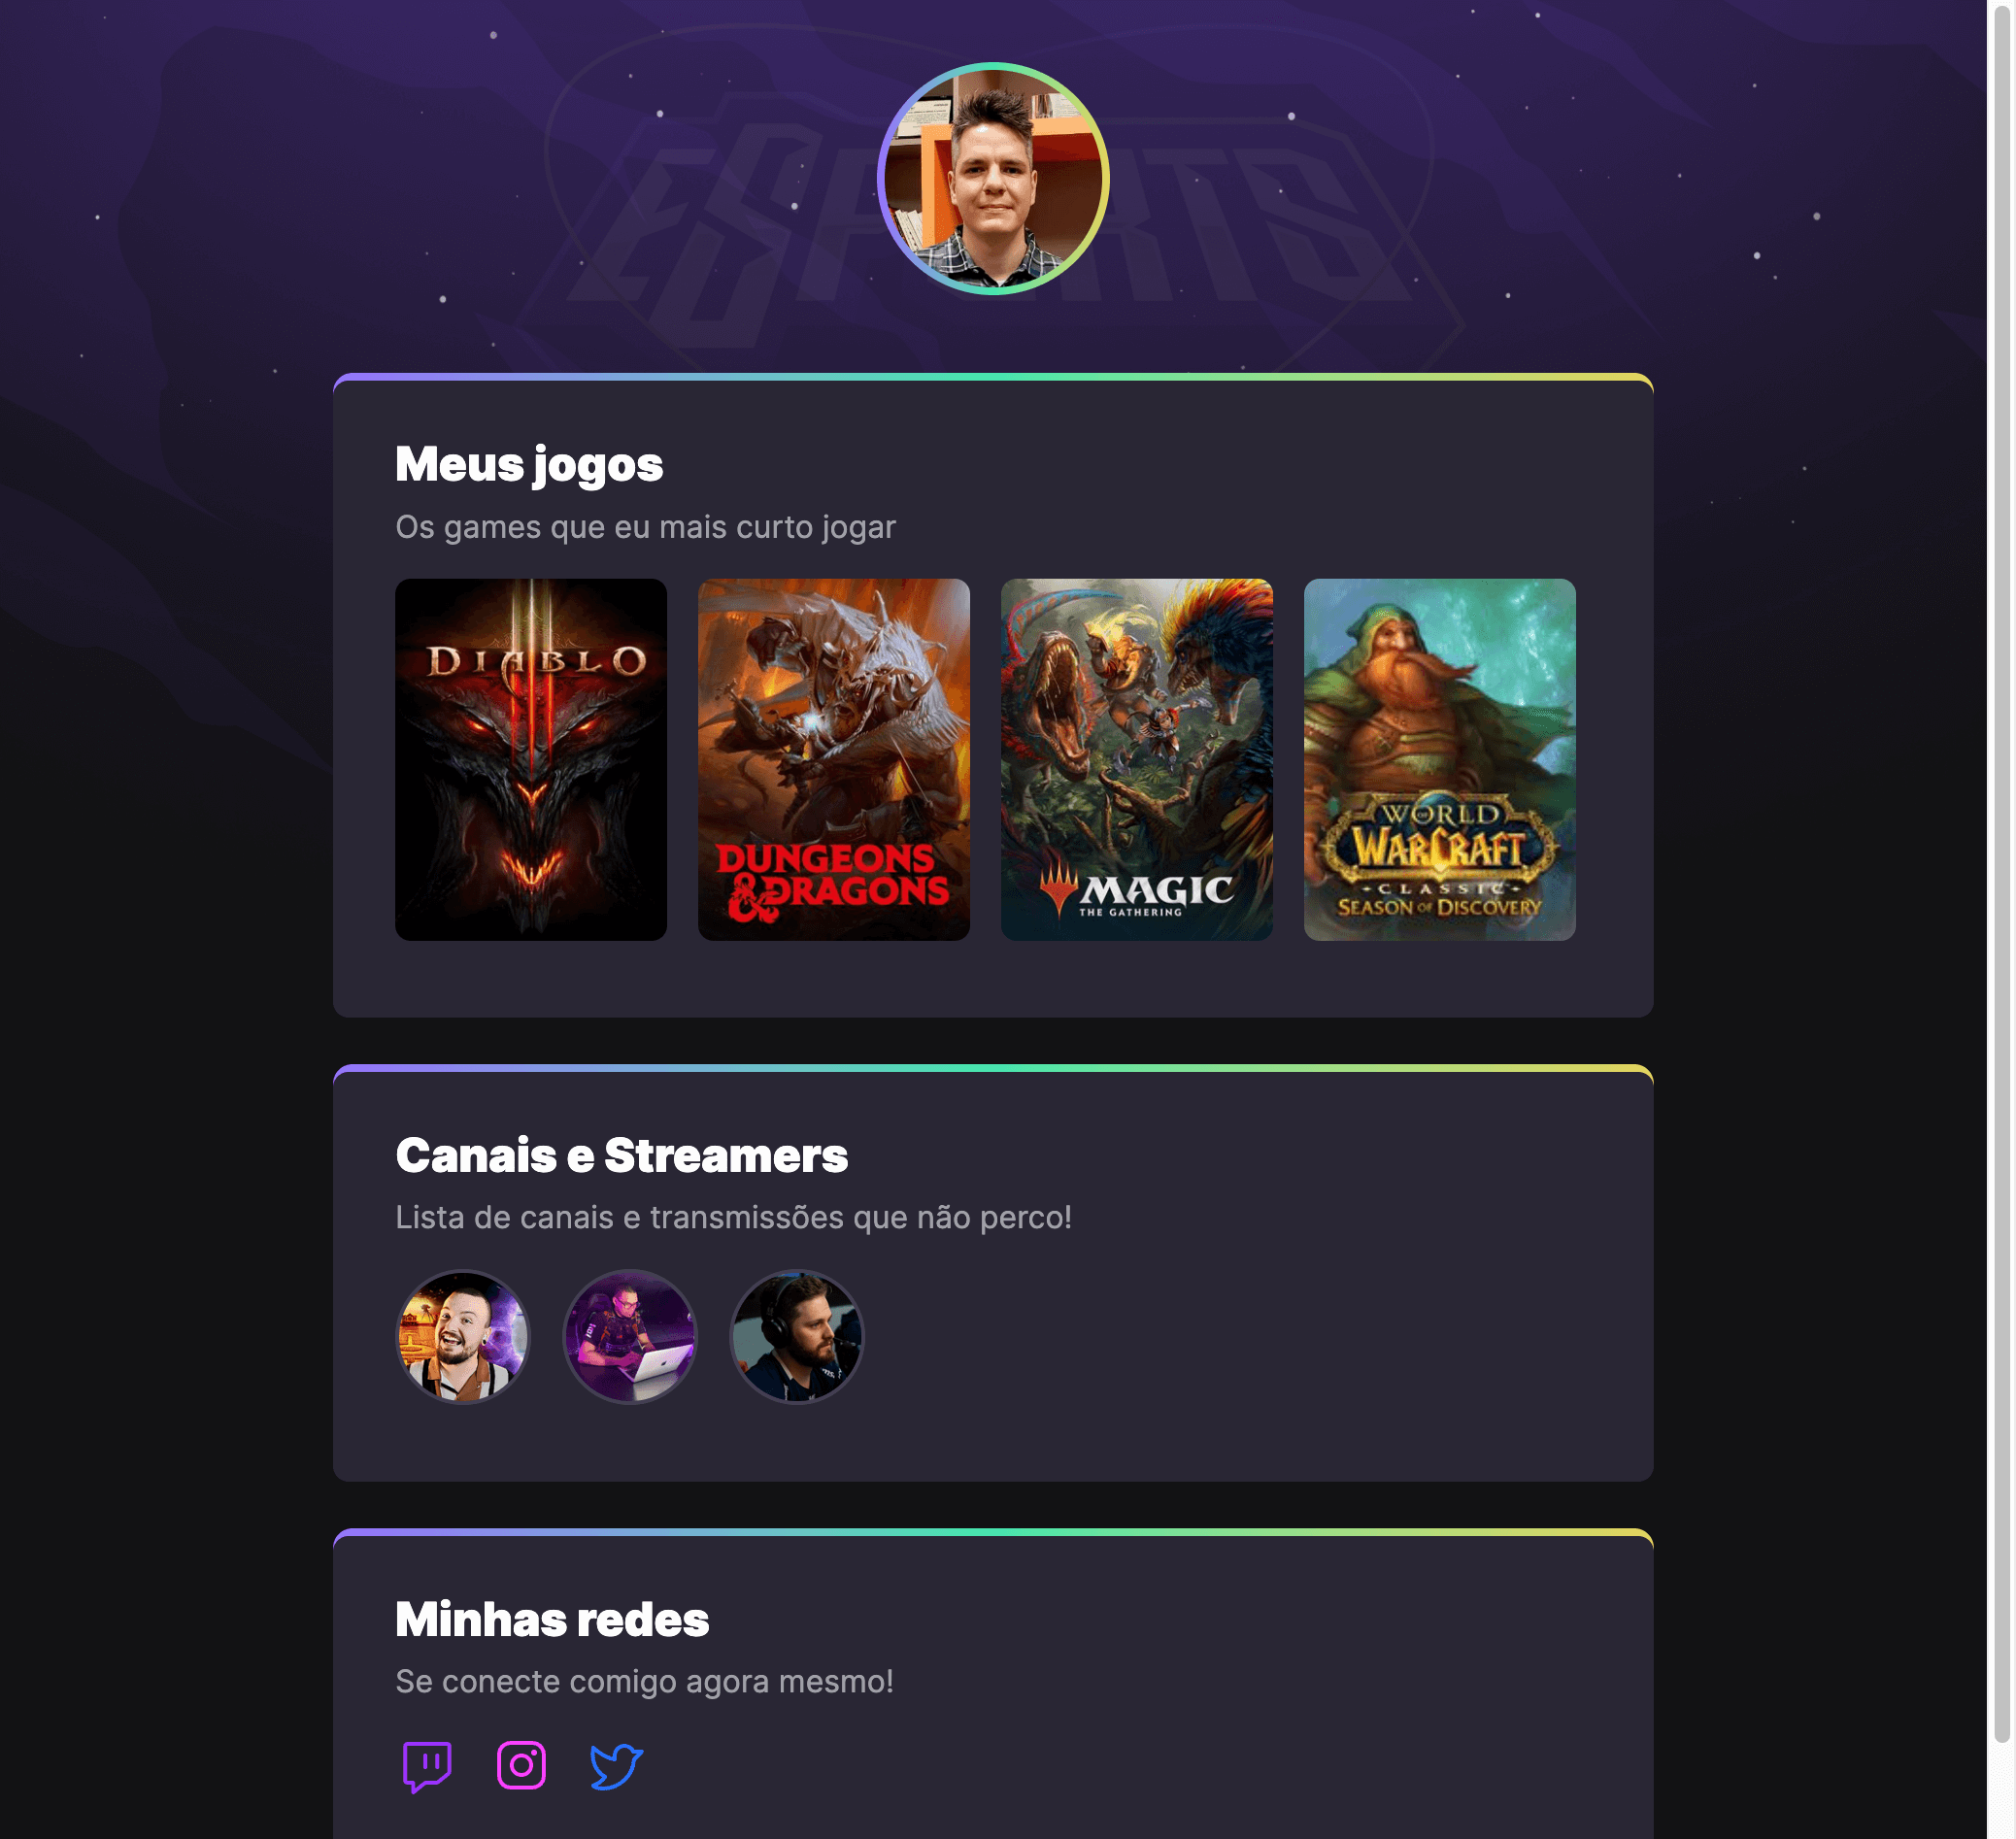 ESPORTS
Meus jogos
Os games que eu mais curto jogar
DIABLO
III
DUNGEONS
& DRAGONS
MAGIC
THE GATHERING
WORLD
OF
WARCRAFT
CLASSIC
SEASON OF DISCOVERY
Canais e Streamers
Lista de canais e transmissões que não perco!
Minhas redes
Se conecte comigo agora mesmo!